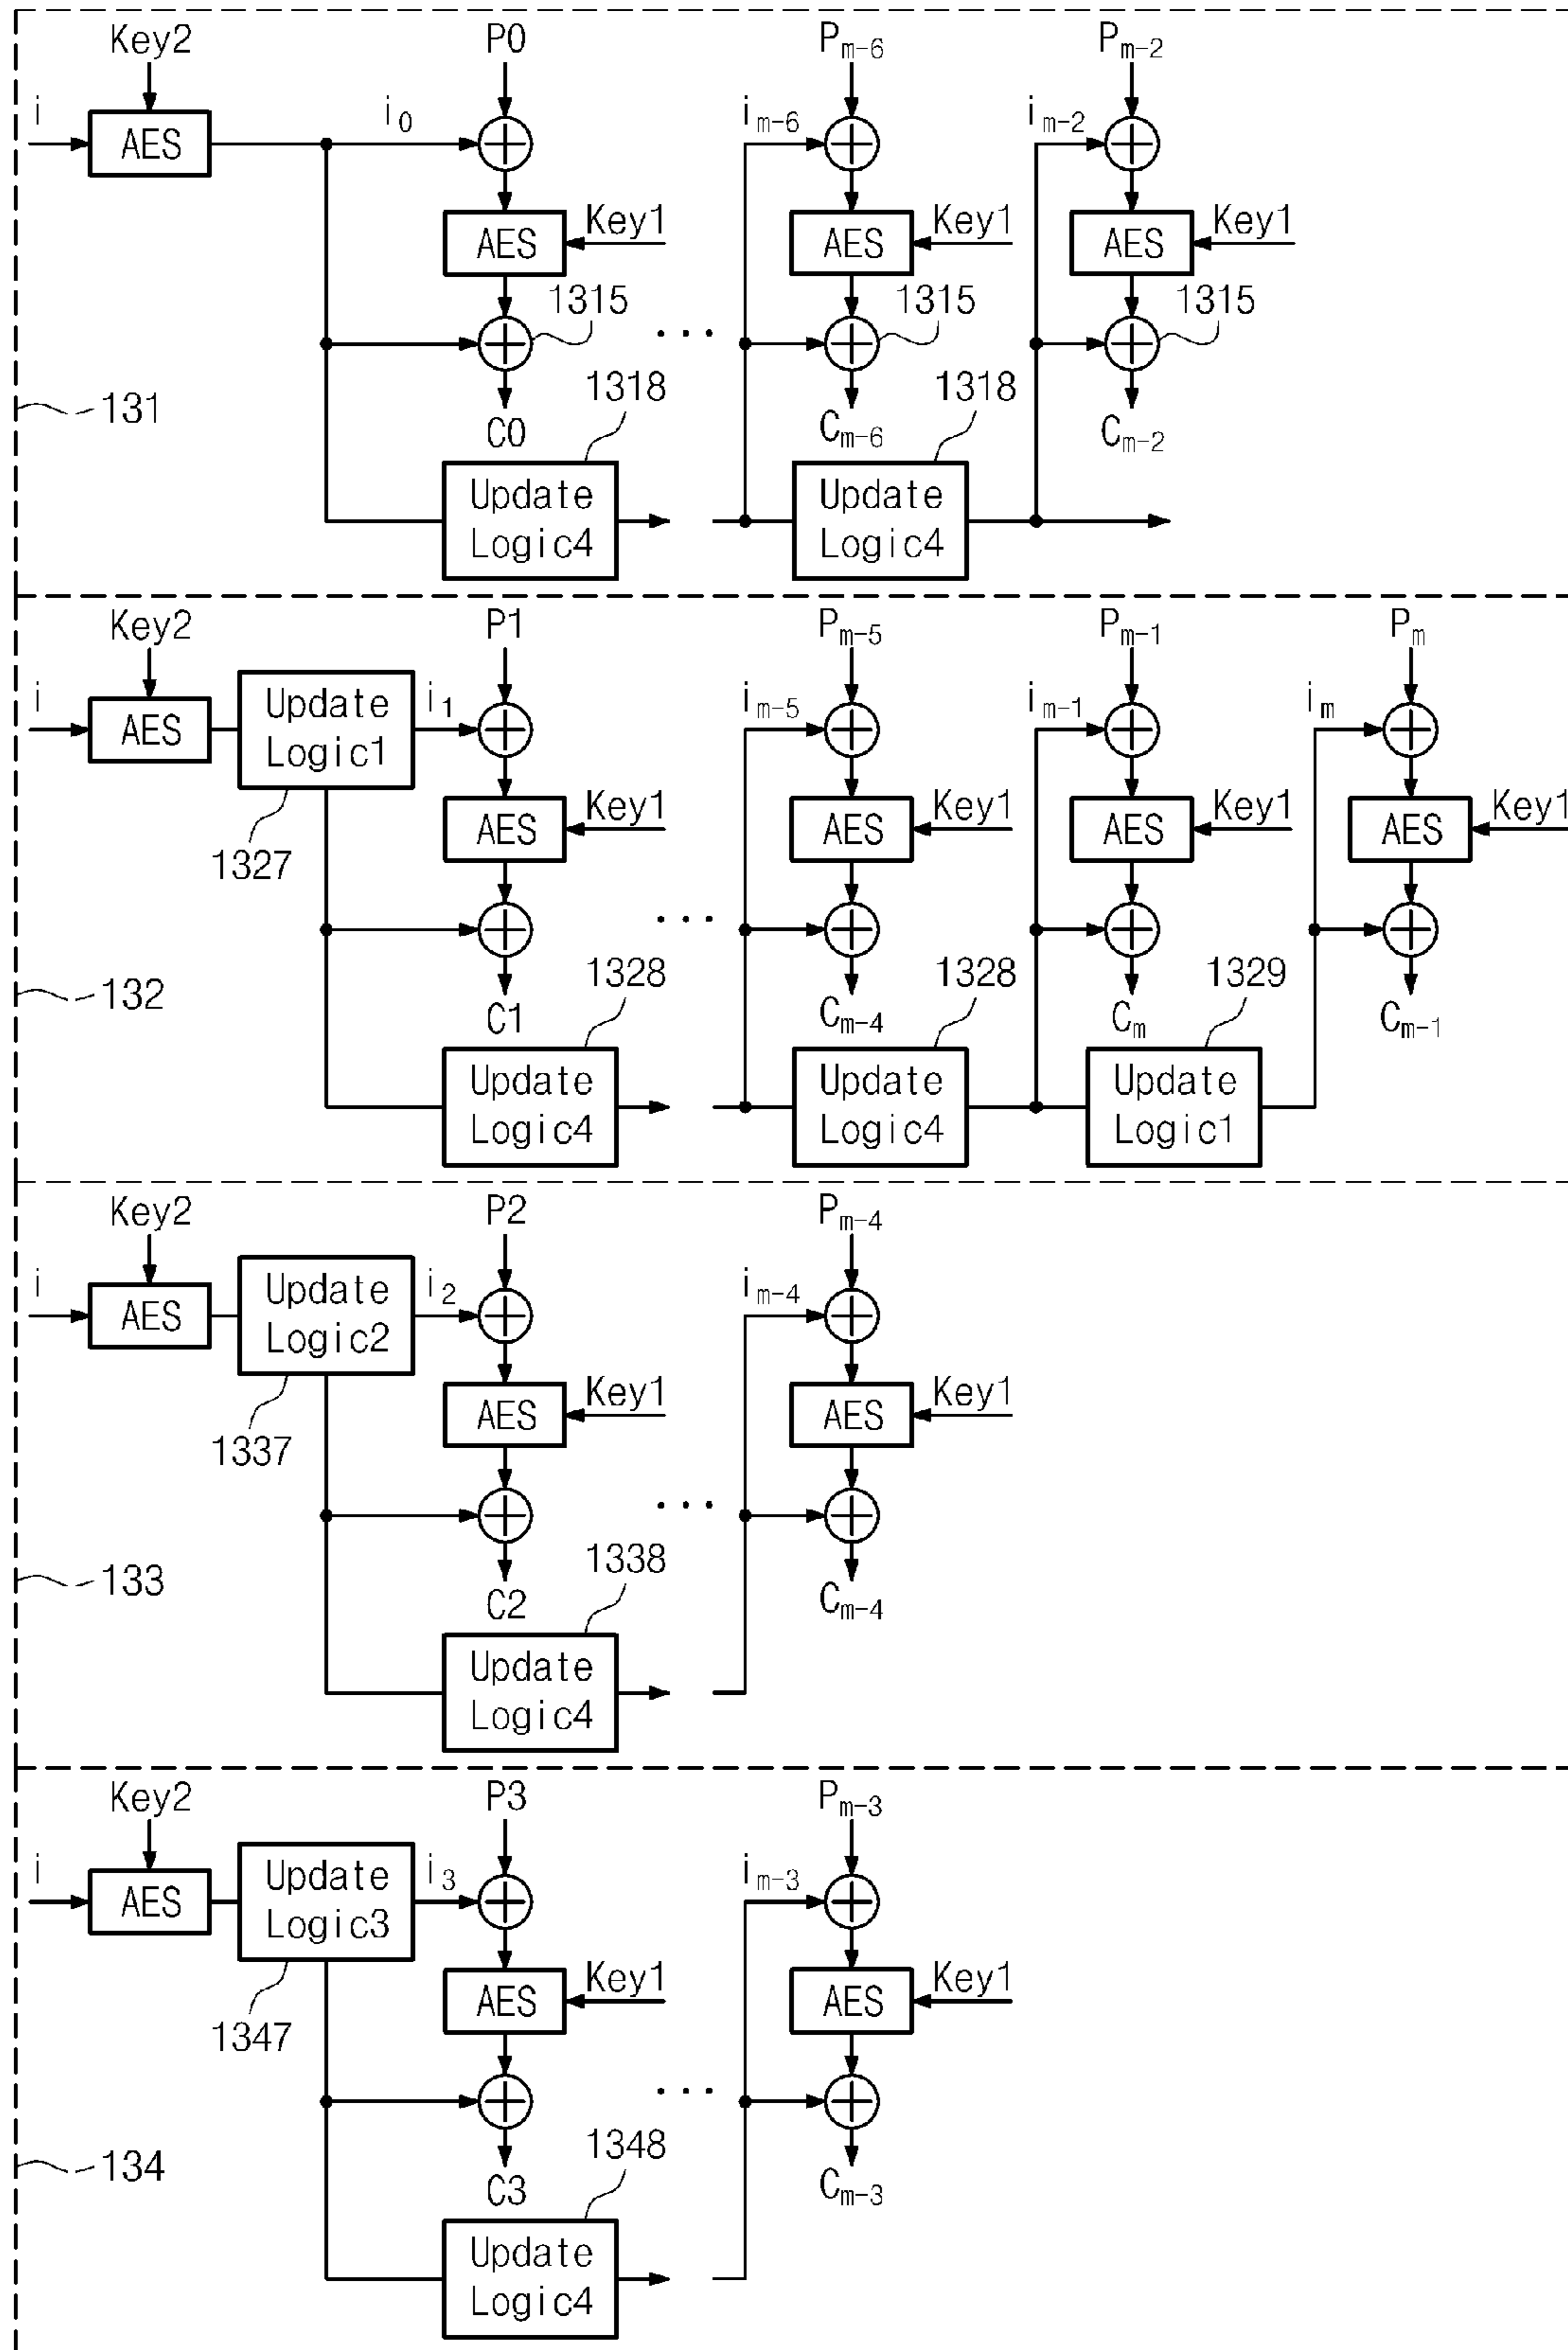 Key2 P0 Pm-6 Pm-2
i AES i0 im-6 im-2
AES Key1 AES Key1 AES Key1
1315 1315 1315
...
1318 1318
131 C0 Cm-6 Cm-2
Update Logic4 Update Logic4
Key2 P1 Pm-5 Pm-1 Pm
i AES Update Logic1 i1 im-5 im-1 im
AES Key1 AES Key1 AES Key1 AES Key1
1327
...
1328 1328 1329
132 C1 Cm-4 Cm Cm-1
Update Logic4 Update Logic4 Update Logic1
Key2 P2 Pm-4
i AES Update Logic2 i2 im-4
AES Key1 AES Key1
1337
...
1338
133 C2 Cm-4
Update Logic4
Key2 P3 Pm-3
i AES Update Logic3 i3 im-3
AES Key1 AES Key1
1347
...
1348
134 C3 Cm-3
Update Logic4